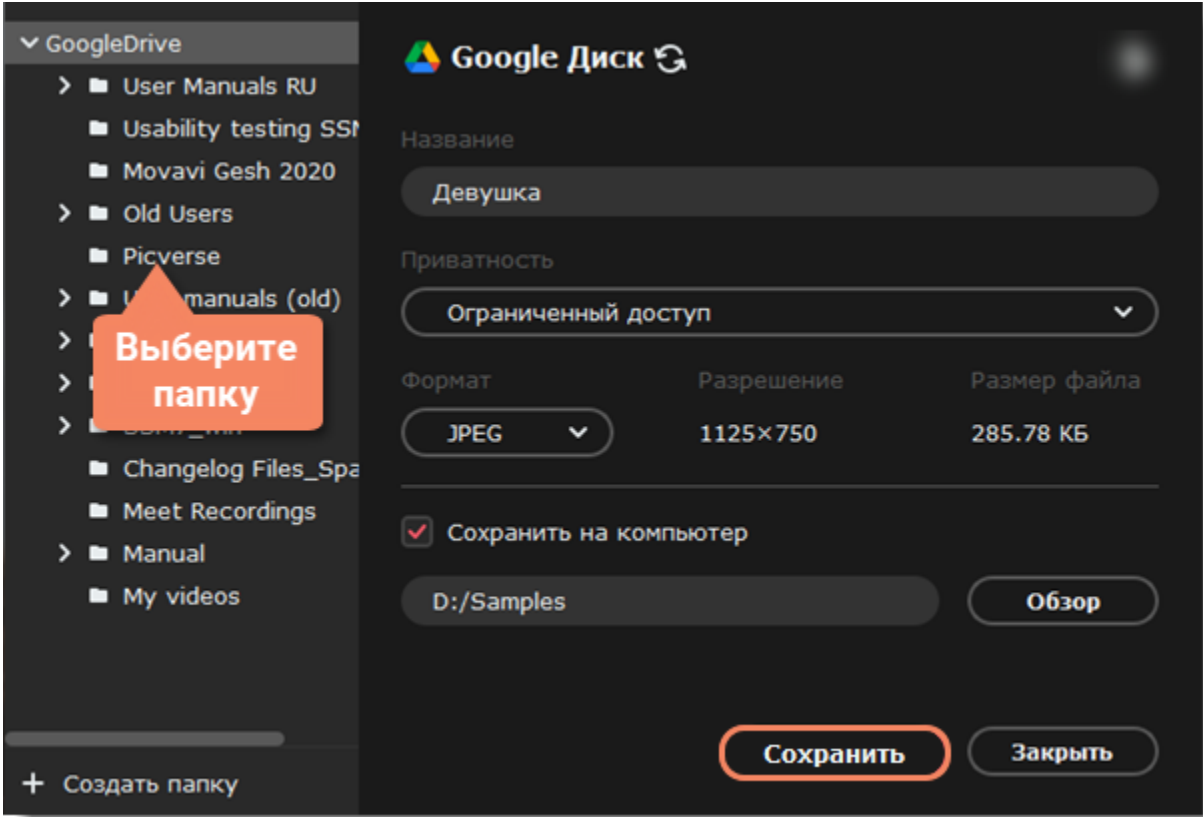 GoogleDrive
User Manuals RU
Usability testing SSM
Movavi Gesh 2020
Old Users
Picverse
manuals (old)
Выберите
папку
Changelog Files_Spa
Meet Recordings
Manual
My videos
Создать папку
Google Диск
Название
Девушка
Приватность
Ограниченный доступ
Формат
Разрешение
Размер файла
JPEG
1125×750
285.78 КБ
Сохранить на компьютер
D:/Samples
Обзор
Сохранить
Закрыть